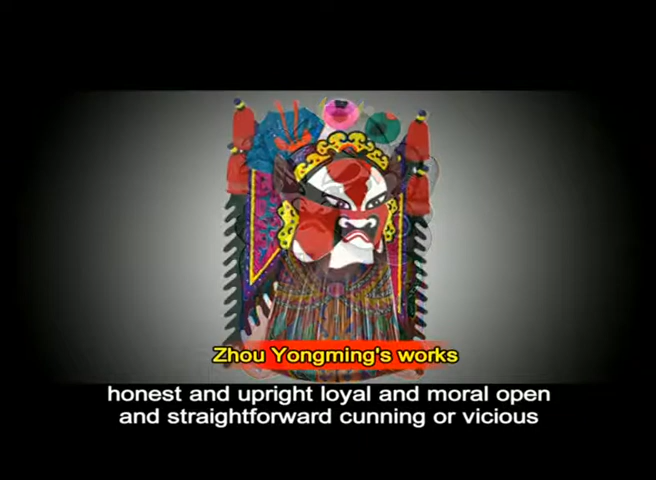 Zhou Yongming's works
honest and upright loyal and moral open
and straightforward cunning or vicious